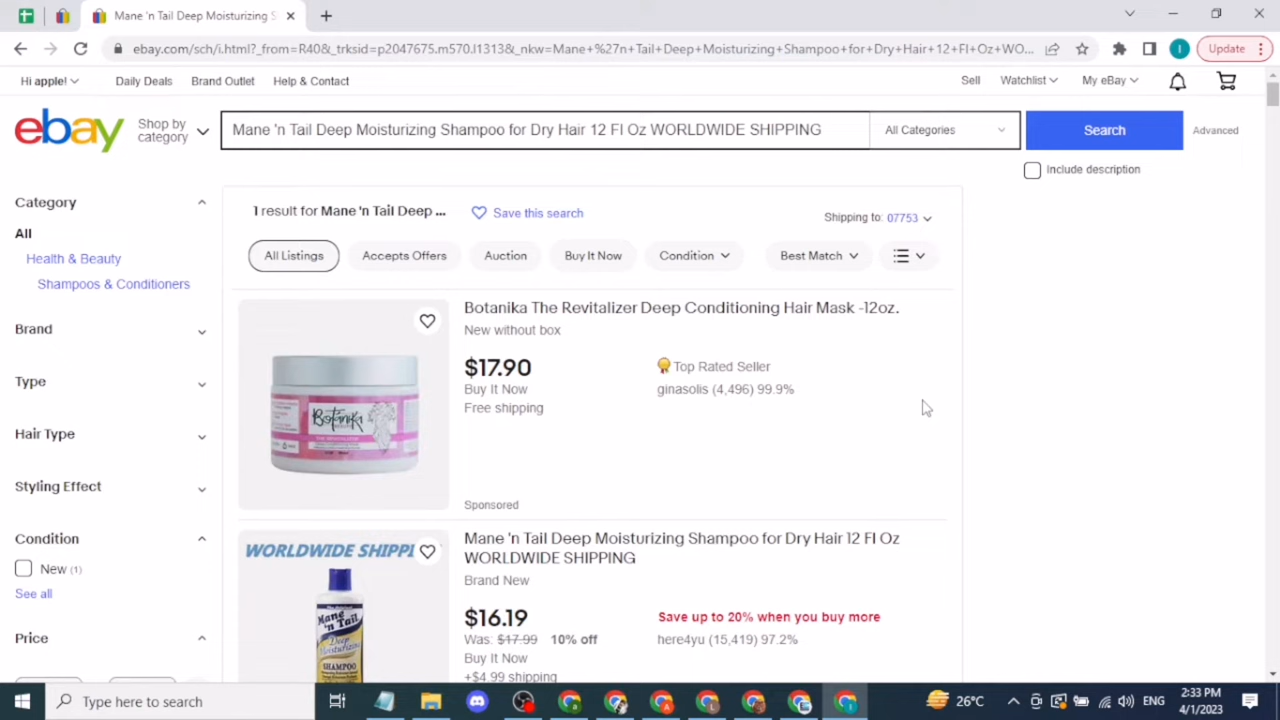 Mane 'n Tail Deep Moisturizing S
ebay.com/sch/i.html?_from=R40&_trksid=p2047675.m570.l1313&_nkw=Mane+%27n+Tail+Deep+Moisturizing+Shampoo+for+Dry+Hair+12+Fl+Oz+WO...
Update
Hi apple!
Daily Deals
Brand Outlet
Help & Contact
Sell
Watchlist
My eBay
ebay
Shop by
category
Mane 'n Tail Deep Moisturizing Shampoo for Dry Hair 12 Fl Oz WORLDWIDE SHIPPING
All Categories
Search
Advanced
Include description
Category
All
Health & Beauty
Shampoos & Conditioners
Brand
Type
Hair Type
Styling Effect
Condition
New (1)
See all
Price
1 result for Mane 'n Tail Deep ...
Save this search
Shipping to: 07753
All Listings
Accepts Offers
Auction
Buy It Now
Condition
Best Match
Botanika
Botanika The Revitalizer Deep Conditioning Hair Mask -12oz.
New without box
$17.90
Buy It Now
Free shipping
Top Rated Seller
ginasolis (4,496) 99.9%
Sponsored
WORLDWIDE SHIPPI
Mane
'n Tail
Deep
Moisturizing
SHAMPOO
Mane 'n Tail Deep Moisturizing Shampoo for Dry Hair 12 Fl Oz
WORLDWIDE SHIPPING
Brand New
$16.19
Was: $17.99 10% off
Buy It Now
+$4.99 shipping
Save up to 20% when you buy more
here4yu (15,419) 97.2%
Type here to search
26°C
ENG
2:33 PM
4/1/2023